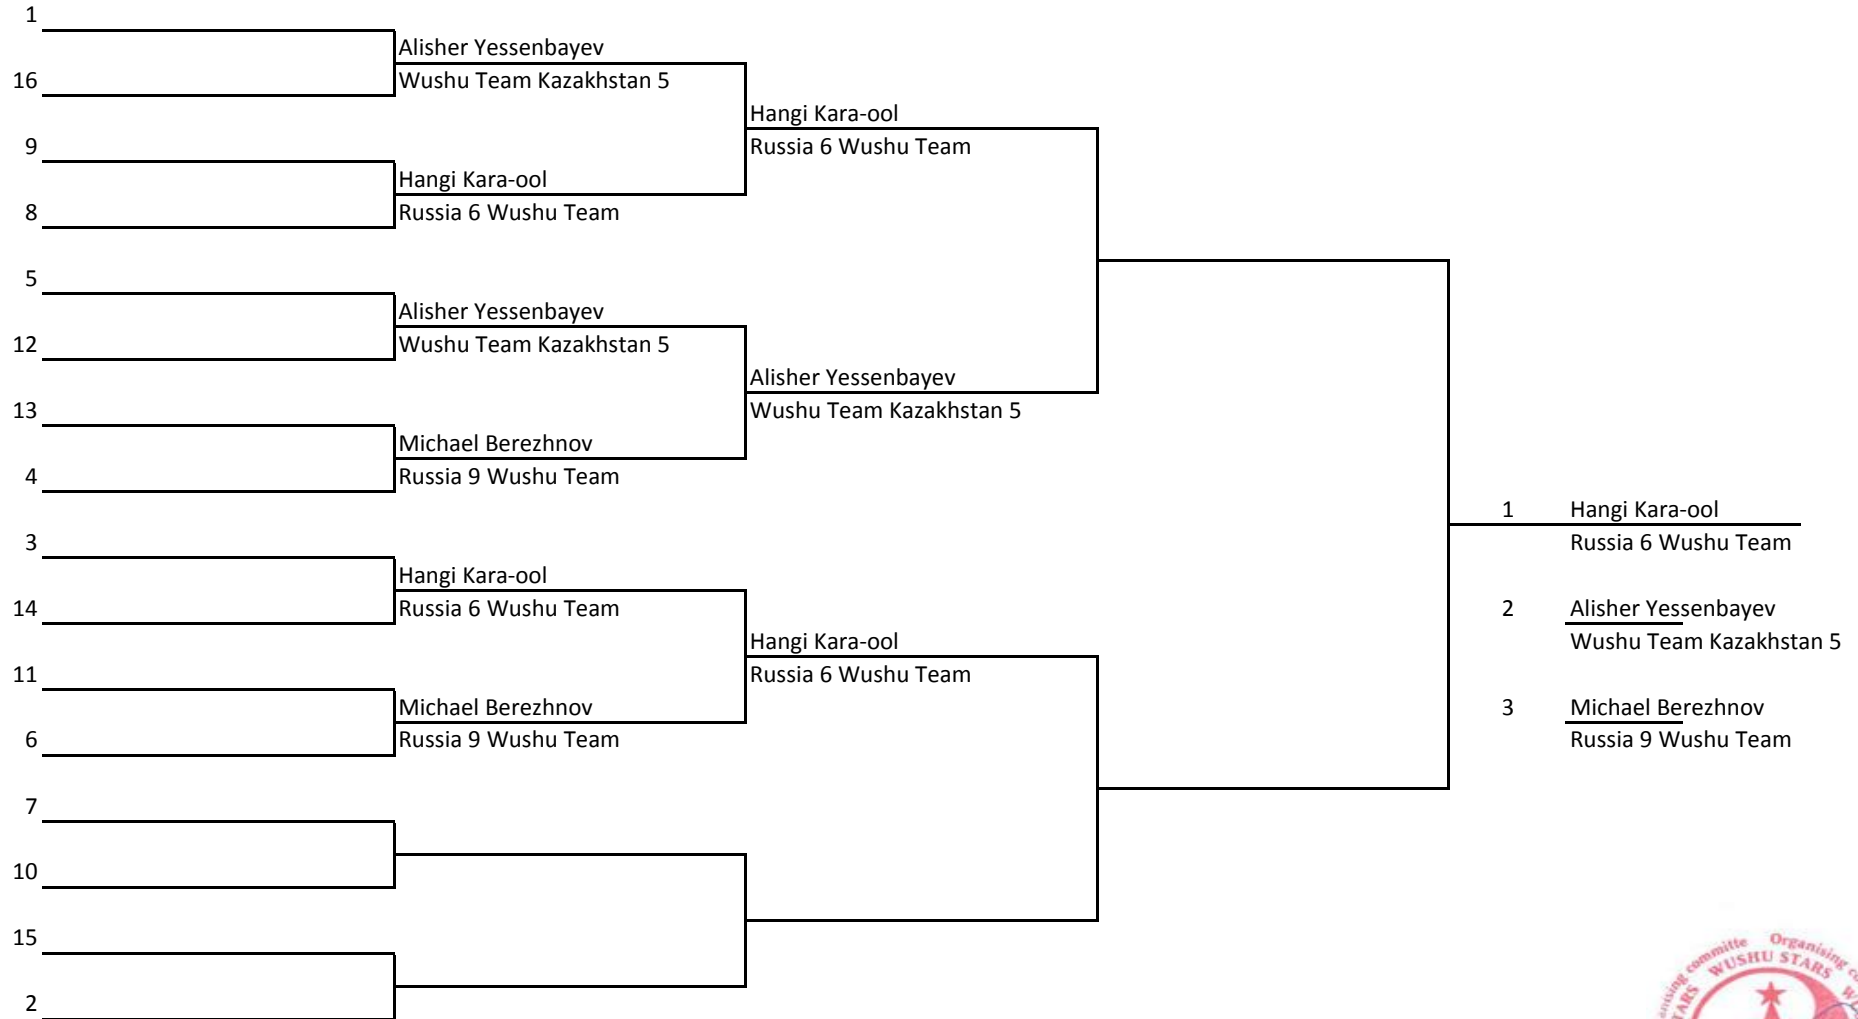 1
Alisher Yessenbayev
16
Wushu Team Kazakhstan 5
Hangi Kara-ool
9
Russia 6 Wushu Team
Hangi Kara-ool
8
Russia 6 Wushu Team
5
Alisher Yessenbayev
12
Wushu Team Kazakhstan 5
Alisher Yessenbayev
13
Wushu Team Kazakhstan 5
Michael Berezhnov
4
Russia 9 Wushu Team
1 Hangi Kara-ool
3
Russia 6 Wushu Team
Hangi Kara-ool
14
Russia 6 Wushu Team
2 Alisher Yessenbayev
Hangi Kara-ool
Wushu Team Kazakhstan 5
11
Russia 6 Wushu Team
Michael Berezhnov
3 Michael Berezhnov
6
Russia 9 Wushu Team
Russia 9 Wushu Team
7
10
15
2
committe Organising
WUSHU STARS